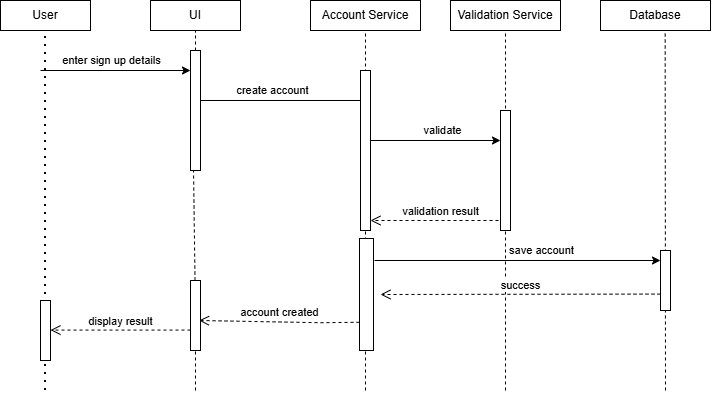 User
UI
Account Service
Validation Service
Database
enter sign up details
create account
validate
validation result
save account
success
account created
display result